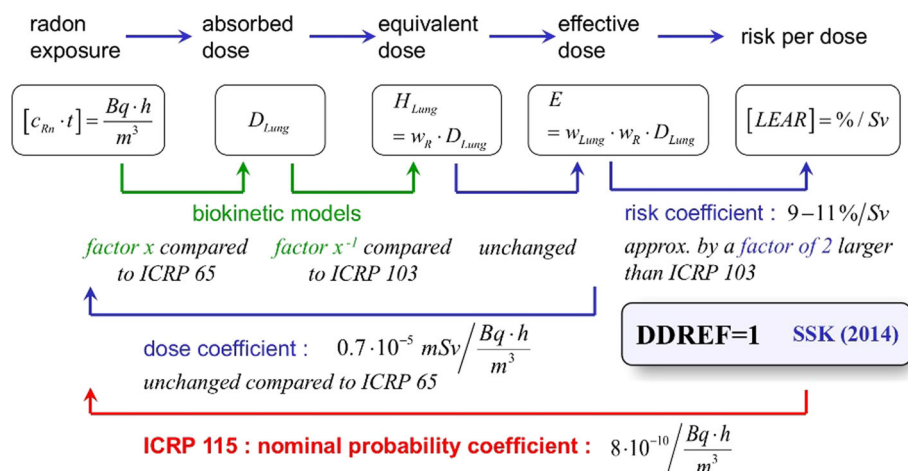 radon exposure
absorbed dose
equivalent dose
effective dose
risk per dose
[c_Rn · t] = Bq · h / m³
D_Lung
H_Lung
= w_R · D_Lung
E
= w_Lung · w_R · D_Lung
[LEAR] = % / Sv
biokinetic models
risk coefficient : 9–11%/Sv
factor x compared
to ICRP 65
factor x⁻¹ compared
to ICRP 103
unchanged
approx. by a factor of 2 larger
than ICRP 103
DDREF=1 SSK (2014)
dose coefficient : 0.7·10⁻⁵ mSv / Bq · h / m³
unchanged compared to ICRP 65
ICRP 115 : nominal probability coefficient : 8·10⁻¹⁰ / Bq · h / m³